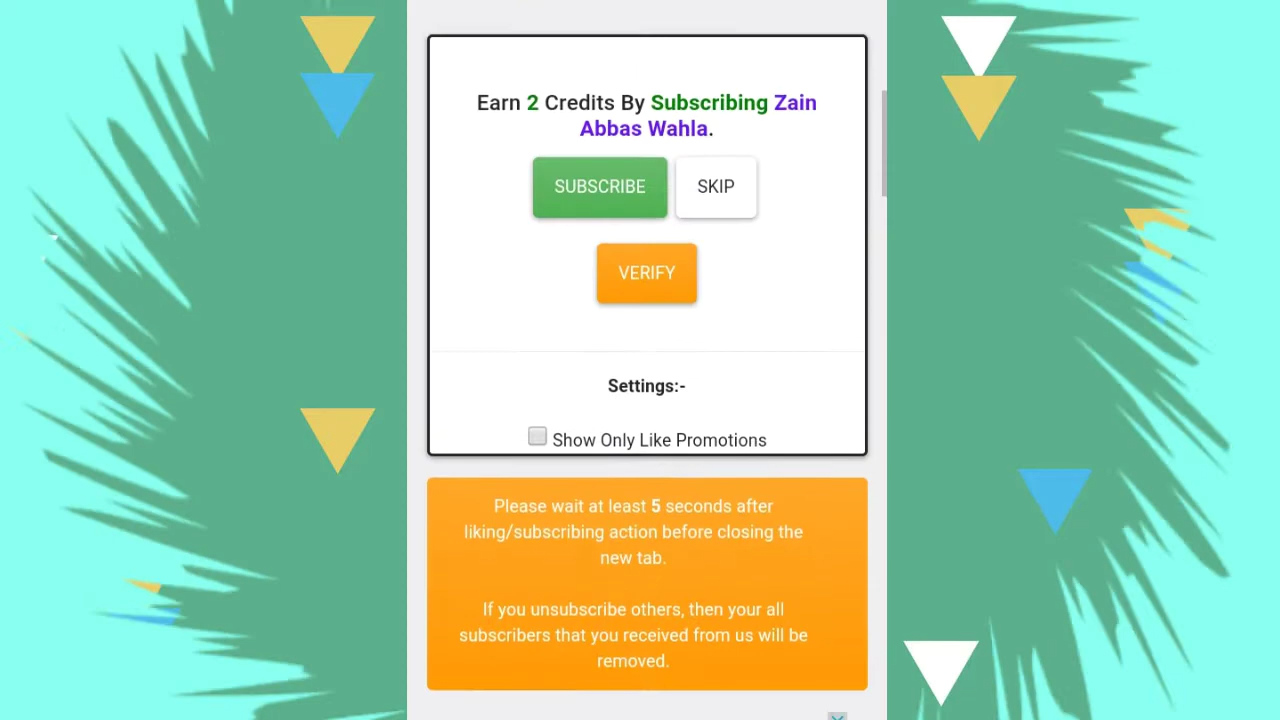 Earn 2 Credits By Subscribing Zain
Abbas Wahla.
SUBSCRIBE
SKIP
VERIFY
Settings:-
Show Only Like Promotions
Please wait at least 5 seconds after
liking/subscribing action before closing the
new tab.
If you unsubscribe others, then your all
subscribers that you received from us will be
removed.